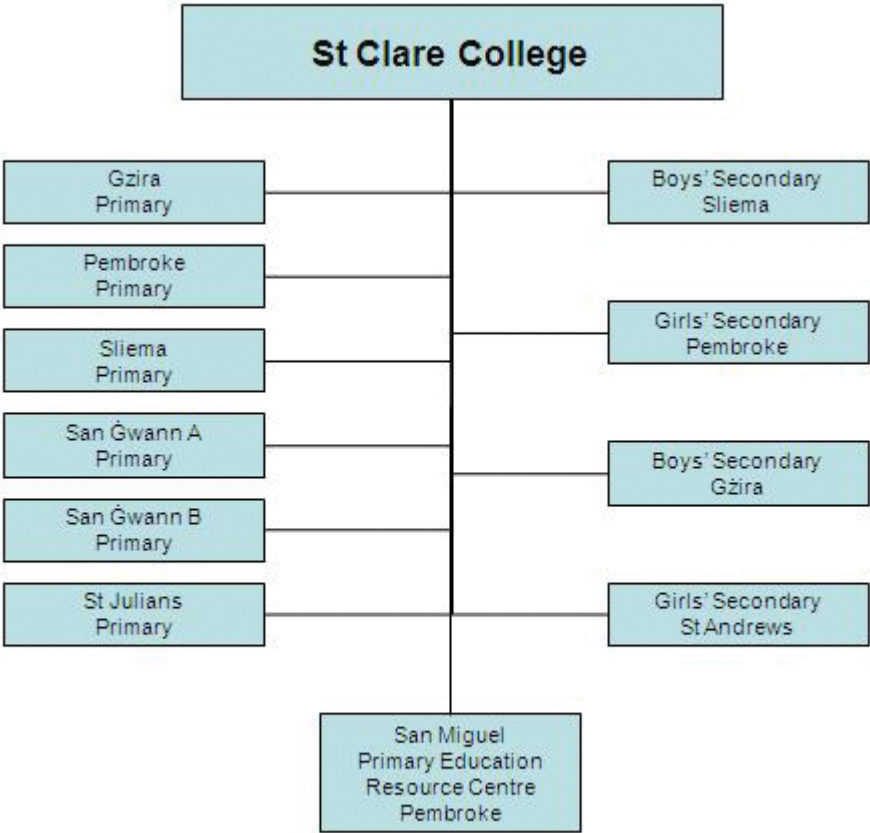 St Clare College
Gzira
Primary
Pembroke
Primary
Sliema
Primary
San Ġwann A
Primary
San Ġwann B
Primary
St Julians
Primary
Boys' Secondary
Sliema
Girls' Secondary
Pembroke
Boys' Secondary
Gżira
Girls' Secondary
St Andrews
San Miguel
Primary Education
Resource Centre
Pembroke